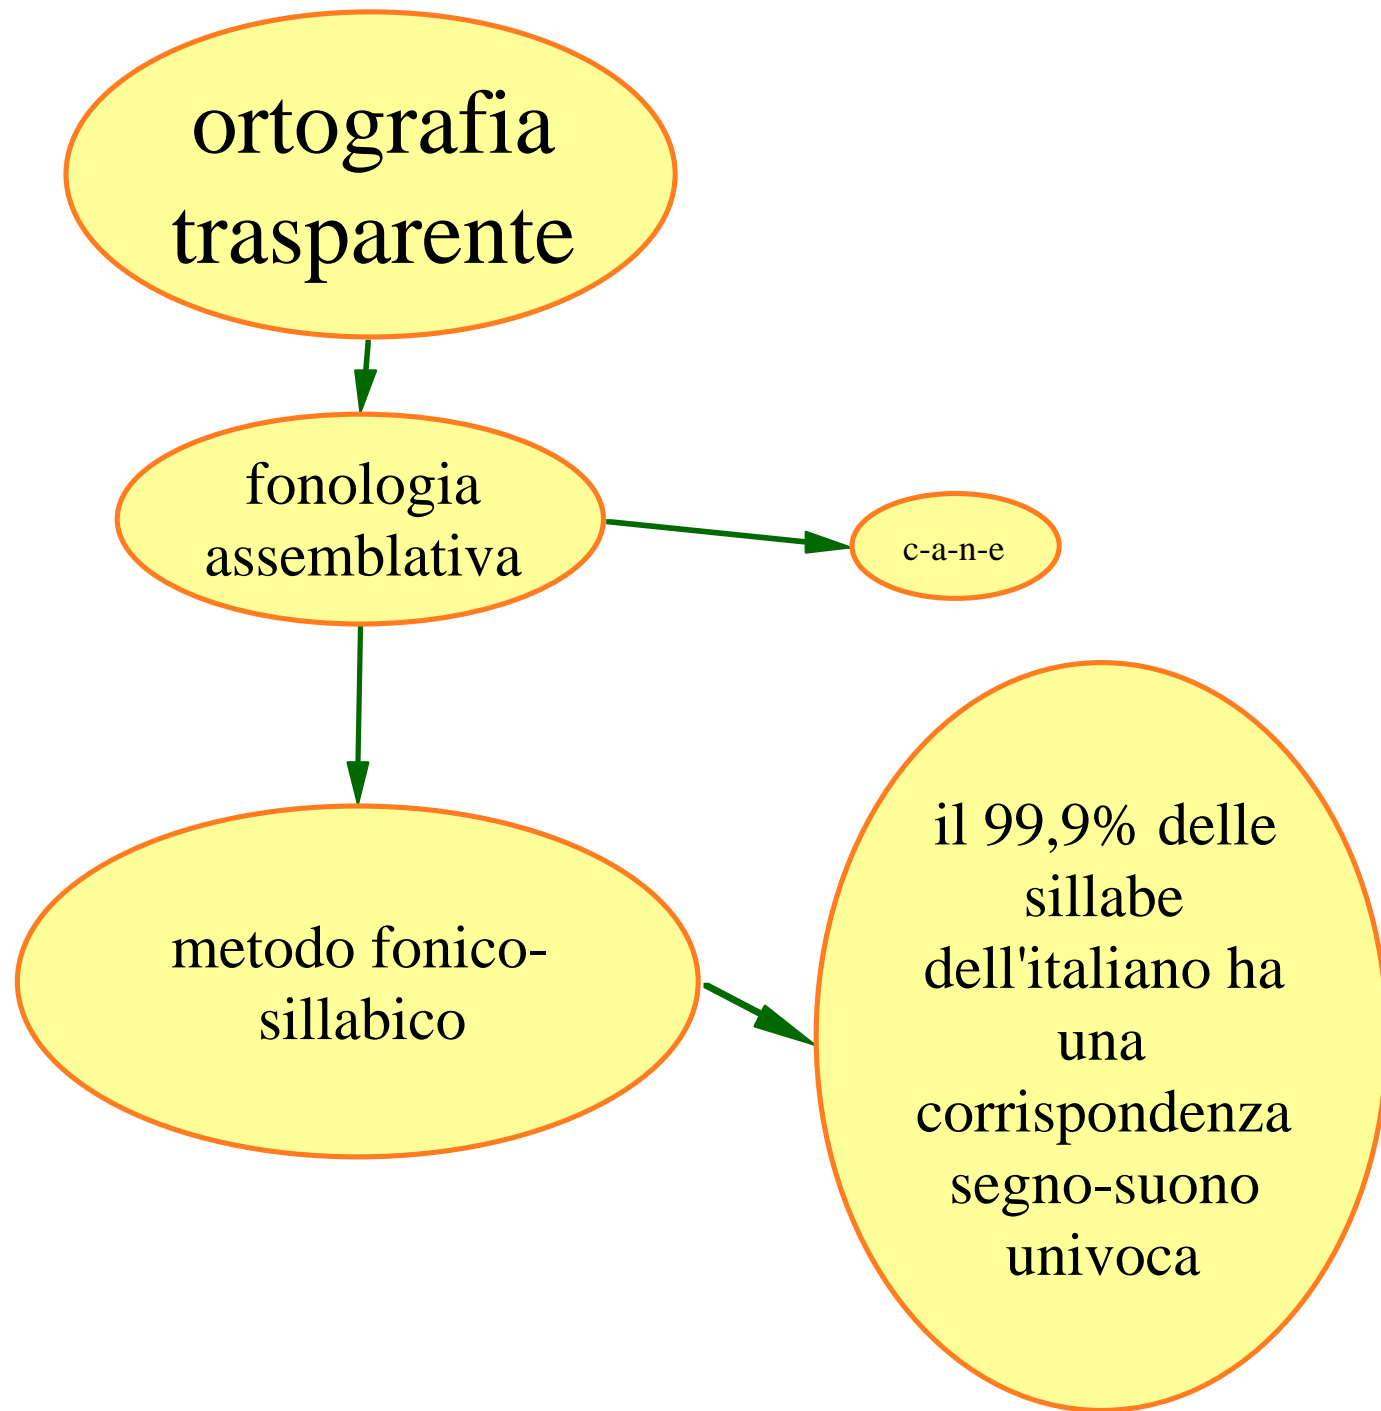 ortografia
trasparente
fonologia
assemblativa
c-a-n-e
metodo fonico-
sillabico
il 99,9% delle
sillabe
dell'italiano ha
una
corrispondenza
segno-suono
univoca